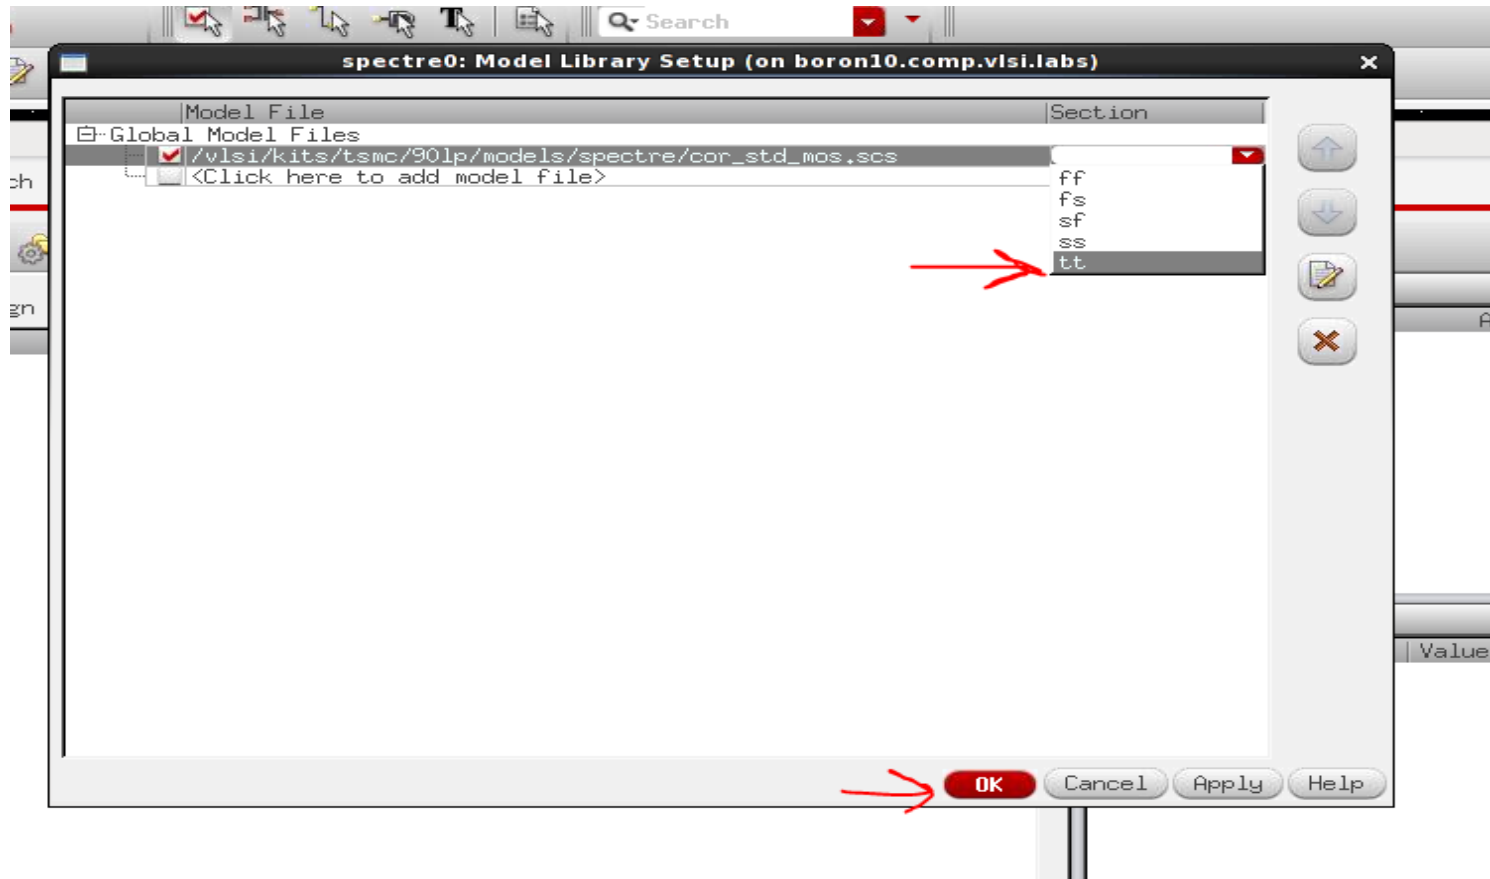 Search
spectre0: Model Library Setup (on boron10.comp.vlsi.labs)
Model File Section
Global Model Files
/vlsi/kits/tsmc/90lp/models/spectre/cor_std_mos.scs
<Click here to add model file>
ff
fs
sf
ss
tt
ch
gn
A
Value
OK Cancel Apply Help